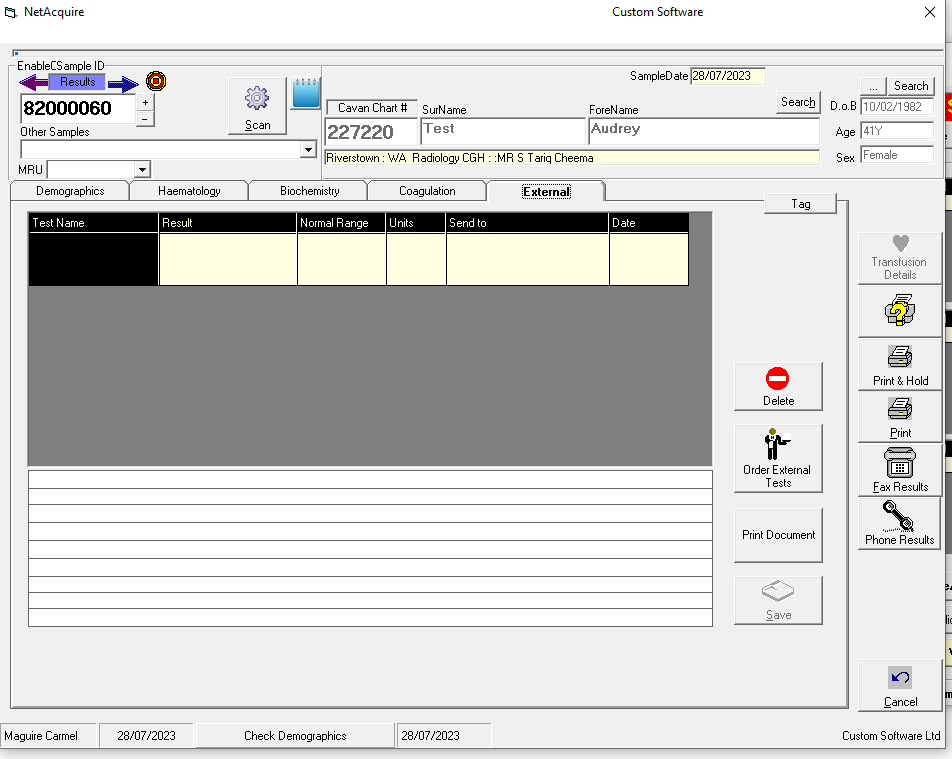 NetAcquire
Custom Software
EnableCSample ID
Results
82000060
+
-
Other Samples
MRU
Scan
Cavan Chart #
227220
SurName
Test
ForeName
Audrey
SampleDate 28/07/2023
Search
... Search
D.o.B 10/02/1982
Age 41Y
Sex Female
Riverstown : WA Radiology CGH : :MR S Tariq Cheema
Demographics Haematology Biochemistry Coagulation External
Tag
Test Name Result Normal Range Units Send to Date
Delete
Order External
Tests
Print Document
Save
Transfusion
Details
Print & Hold
Print
Fax Results
Phone Results
Cancel
Maguire Carmel 28/07/2023 Check Demographics 28/07/2023 Custom Software Ltd